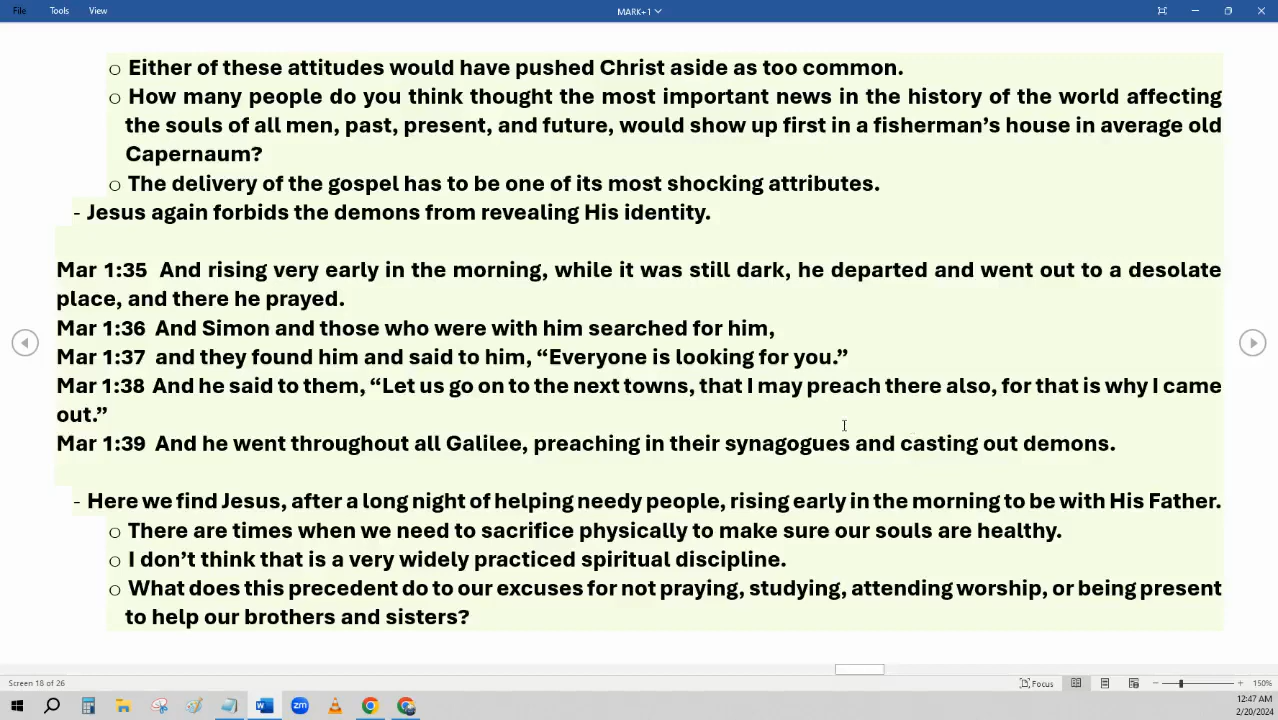 File Tools View MARK+1
o Either of these attitudes would have pushed Christ aside as too common.
o How many people do you think thought the most important news in the history of the world affecting
the souls of all men, past, present, and future, would show up first in a fisherman’s house in average old
Capernaum?
o The delivery of the gospel has to be one of its most shocking attributes.
- Jesus again forbids the demons from revealing His identity.
Mar 1:35 And rising very early in the morning, while it was still dark, he departed and went out to a desolate
place, and there he prayed.
Mar 1:36 And Simon and those who were with him searched for him,
Mar 1:37 and they found him and said to him, “Everyone is looking for you.”
Mar 1:38 And he said to them, “Let us go on to the next towns, that I may preach there also, for that is why I came
out.”
Mar 1:39 And he went throughout all Galilee, preaching in their synagogues and casting out demons.
- Here we find Jesus, after a long night of helping needy people, rising early in the morning to be with His Father.
o There are times when we need to sacrifice physically to make sure our souls are healthy.
o I don’t think that is a very widely practiced spiritual discipline.
o What does this precedent do to our excuses for not praying, studying, attending worship, or being present
to help our brothers and sisters?
Screen 18 of 26 Focus 150%
zm 12:47 AM
2/20/2024